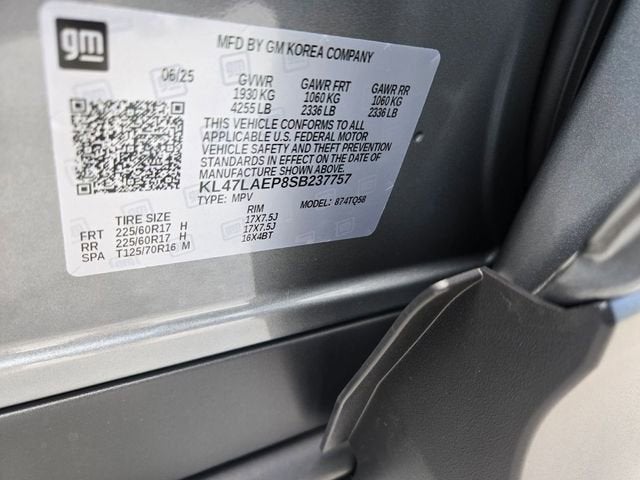 gm
MFD BY GM KOREA COMPANY
06/25 GVWR GAWR FRT GAWR RR
1930 KG 1060 KG 1060 KG
4255 LB 2336 LB 2336 LB
THIS VEHICLE CONFORMS TO ALL
APPLICABLE U.S. FEDERAL MOTOR
VEHICLE SAFETY AND THEFT PREVENTION
STANDARDS IN EFFECT ON THE DATE OF
MANUFACTURE SHOWN ABOVE.
KL47LAEP8SB237757
TYPE: MPV MODEL: 874TQ58
TIRE SIZE RIM
FRT 225/60R17 H 17X7.5J
RR 225/60R17 H 17X7.5J
SPA T125/70R16 M 16X4BT